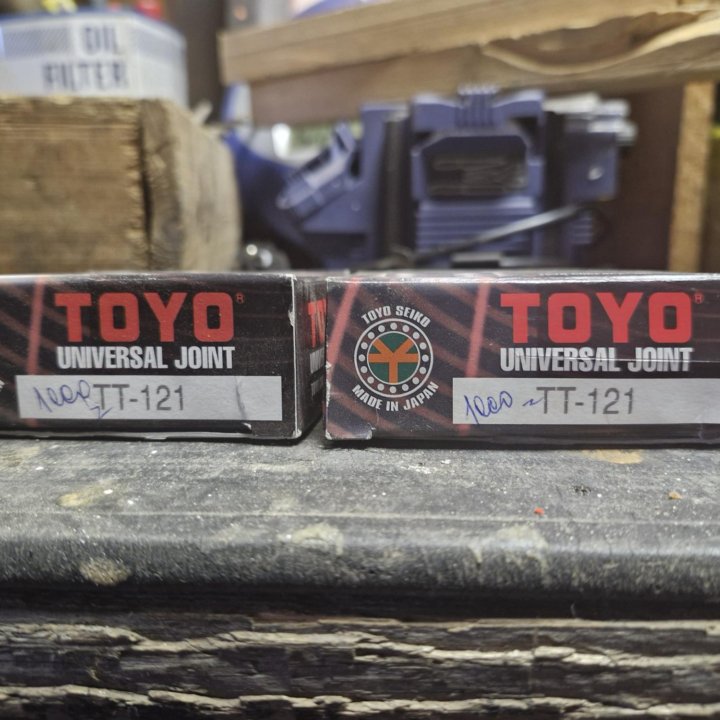 OIL
FILTER
TOYO®
UNIVERSAL JOINT
1000 TT-121
TOYO SEIKO
MADE IN JAPAN
TOYO®
UNIVERSAL JOINT
1000 ~TT-121